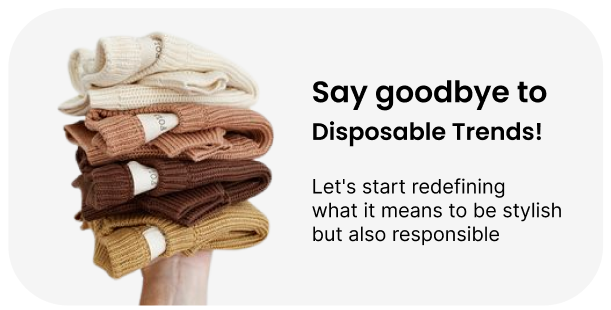 Say goodbye to
Disposable Trends!
Let's start redefining
what it means to be stylish
but also responsible